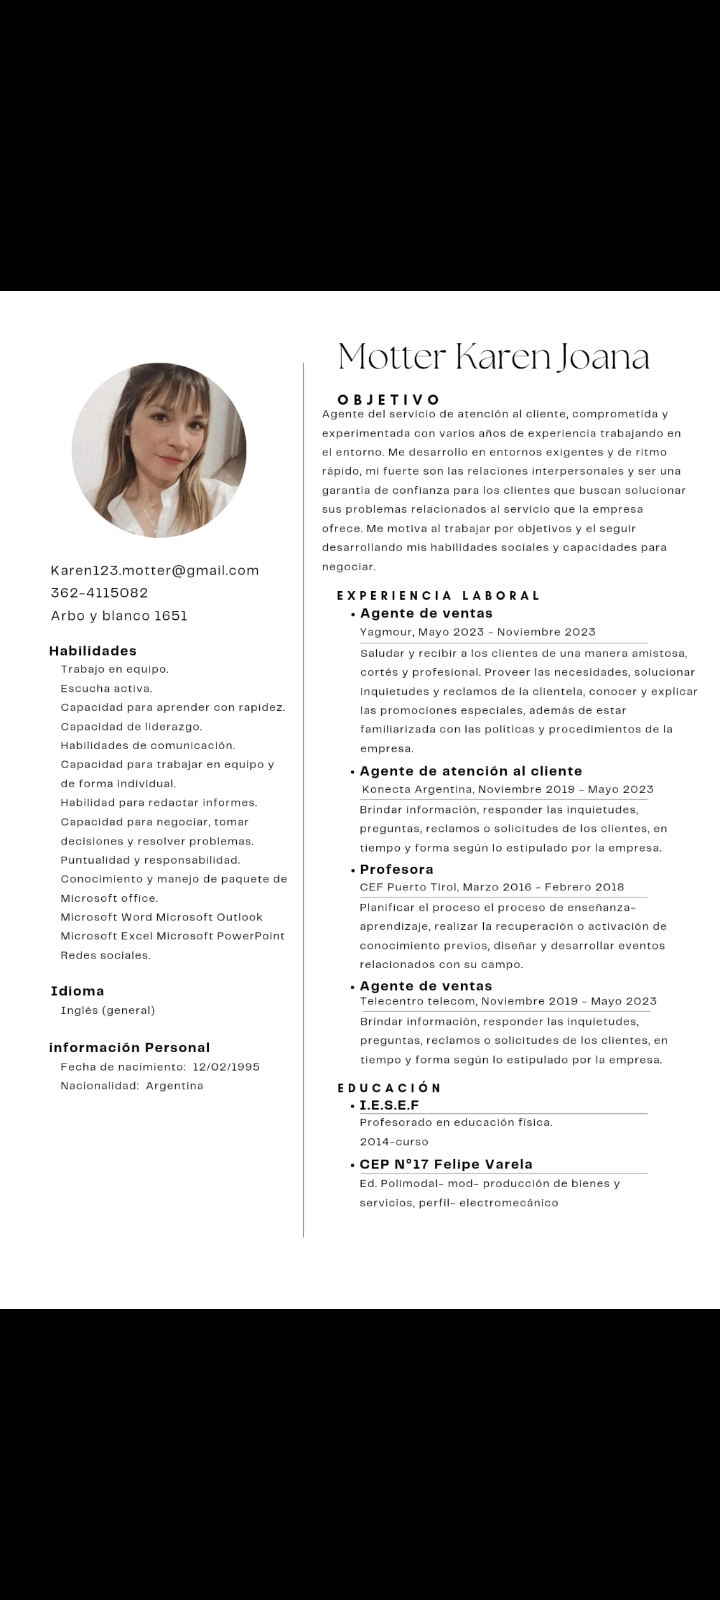 Motter Karen Joana
OBJETIVO
Agente del servicio de atención al cliente, comprometida y
experimentada con varios años de experiencia trabajando en
el entorno. Me desarrollo en entornos exigentes y de ritmo
rápido, mi fuerte son las relaciones interpersonales y ser una
garantía de confianza para los clientes que buscan solucionar
sus problemas relacionados al servicio que la empresa
ofrece. Me motiva al trabajar por objetivos y el seguir
desarrollando mis habilidades sociales y capacidades para
negociar.
Karen123.motter@gmail.com
362-4115082
Arbo y blanco 1651
Habilidades
Trabajo en equipo.
Escucha activa.
Capacidad para aprender con rapidez.
Capacidad de liderazgo.
Habilidades de comunicación.
Capacidad para trabajar en equipo y
de forma individual.
Habilidad para redactar informes.
Capacidad para negociar, tomar
decisiones y resolver problemas.
Puntualidad y responsabilidad.
Conocimiento y manejo de paquete de
Microsoft office.
Microsoft Word Microsoft Outlook
Microsoft Excel Microsoft PowerPoint
Redes sociales.
Idioma
Inglés (general)
información Personal
Fecha de nacimiento: 12/02/1995
Nacionalidad: Argentina
EXPERIENCIA LABORAL
• Agente de ventas
Yagmour, Mayo 2023 - Noviembre 2023
Saludar y recibir a los clientes de una manera amistosa,
cortés y profesional. Proveer las necesidades, solucionar
inquietudes y reclamos de la clientela, conocer y explicar
las promociones especiales, además de estar
familiarizada con las políticas y procedimientos de la
empresa.
• Agente de atención al cliente
Konecta Argentina, Noviembre 2019 - Mayo 2023
Brindar información, responder las inquietudes,
preguntas, reclamos o solicitudes de los clientes, en
tiempo y forma según lo estipulado por la empresa.
• Profesora
CEF Puerto Tirol, Marzo 2016 - Febrero 2018
Planificar el proceso el proceso de enseñanza-
aprendizaje, realizar la recuperación o activación de
conocimiento previos, diseñar y desarrollar eventos
relacionados con su campo.
• Agente de ventas
Telecentro telecom, Noviembre 2019 - Mayo 2023
Brindar información, responder las inquietudes,
preguntas, reclamos o solicitudes de los clientes, en
tiempo y forma según lo estipulado por la empresa.
EDUCACIÓN
• I.E.S.E.F
Profesorado en educación física.
2014-curso
• CEP N°17 Felipe Varela
Ed. Polimodal- mod- producción de bienes y
servicios, perfil- electromecánico